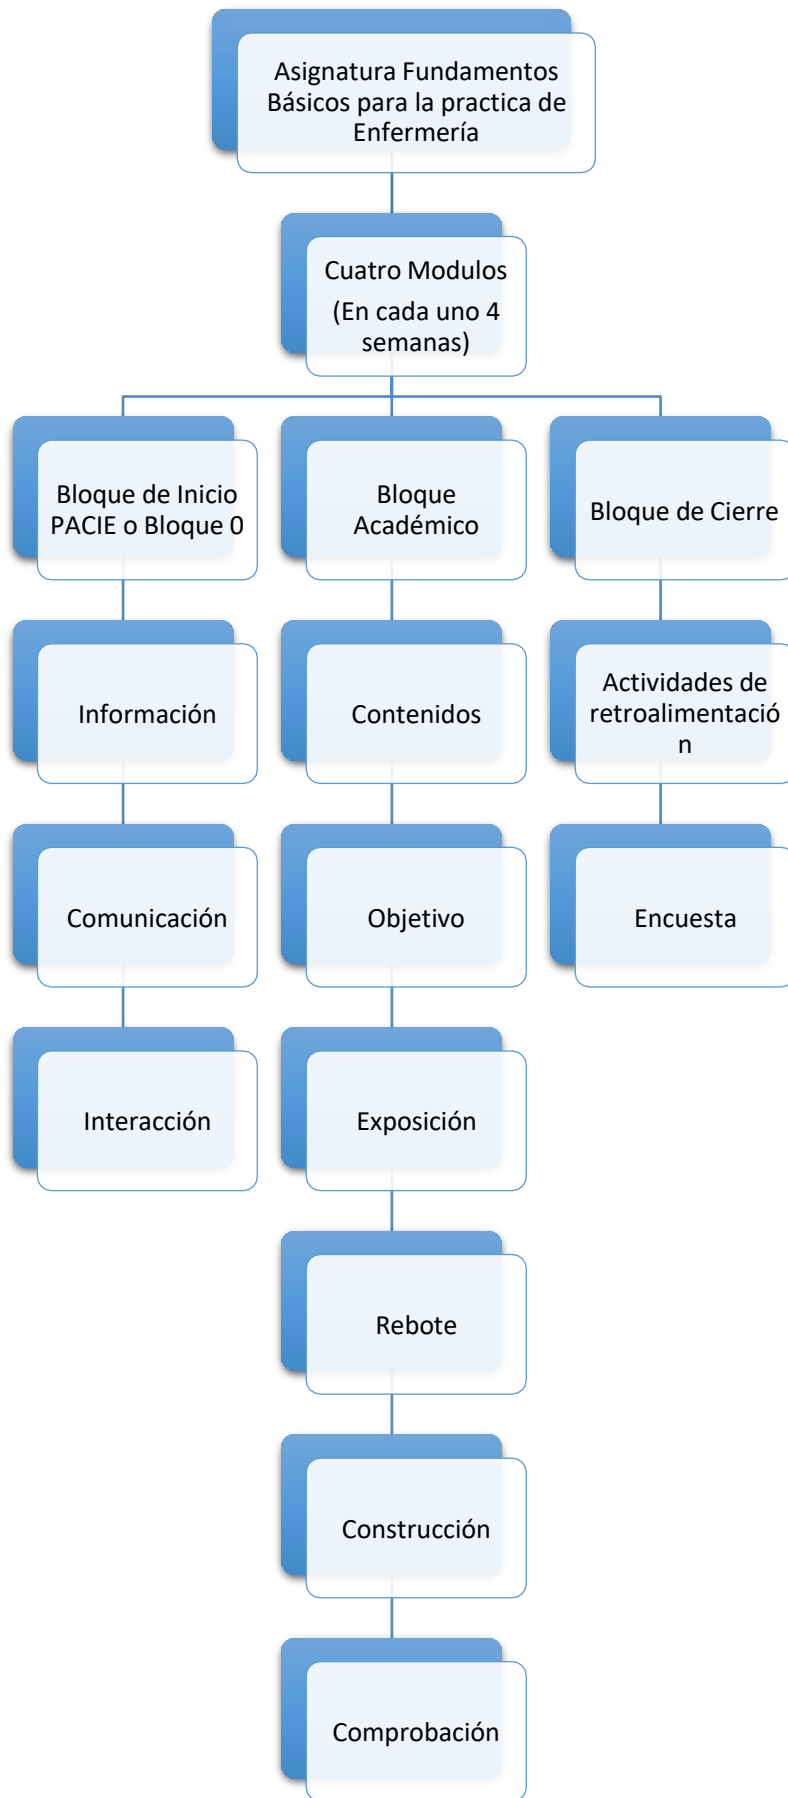 Asignatura Fundamentos
Básicos para la practica de
Enfermería
Cuatro Modulos
(En cada uno 4
semanas)
Bloque de Inicio
PACIE o Bloque 0
Información
Comunicación
Interacción
Bloque
Académico
Contenidos
Objetivo
Exposición
Rebote
Construcción
Comprobación
Bloque de Cierre
Actividades de
retroalimentació
n
Encuesta